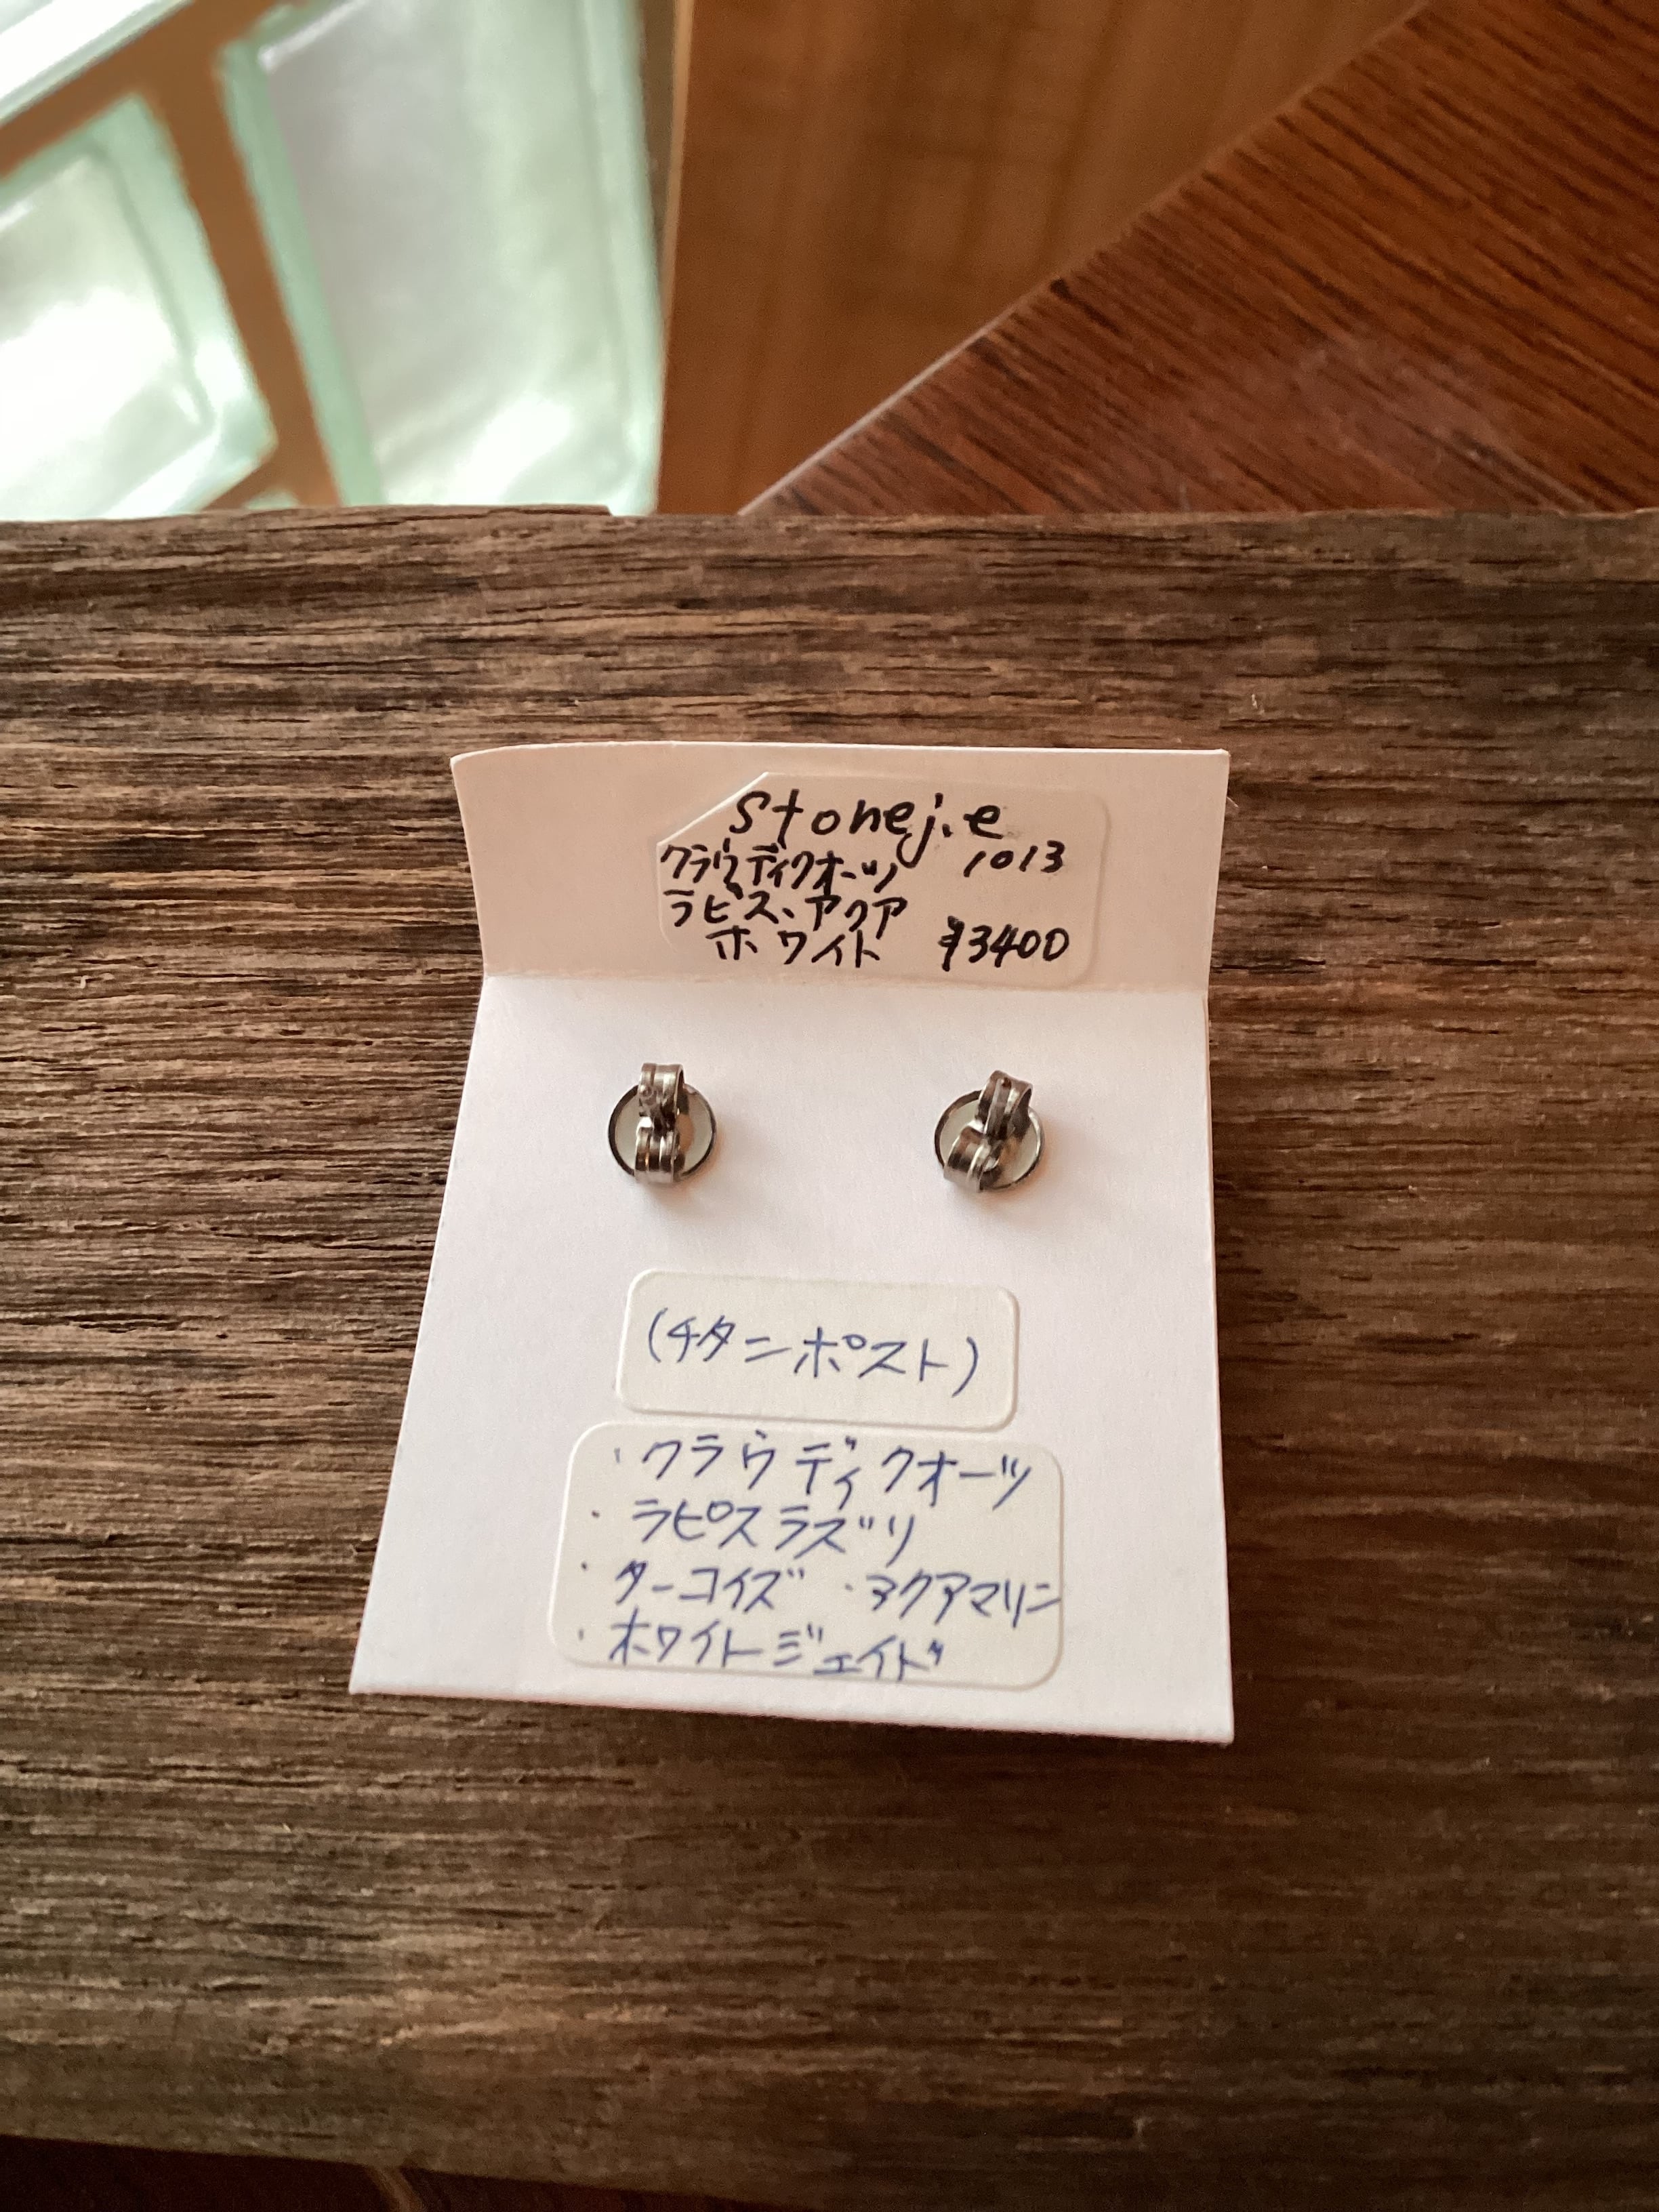 stonej.e
クラウディクオーツ 1013
ラピス、アクア
ホワイト ¥3400
(チタンポスト)
・クラウディクオーツ
・ラピスラズリ
・ターコイズ ・アクアマリン
・ホワイトジェイド